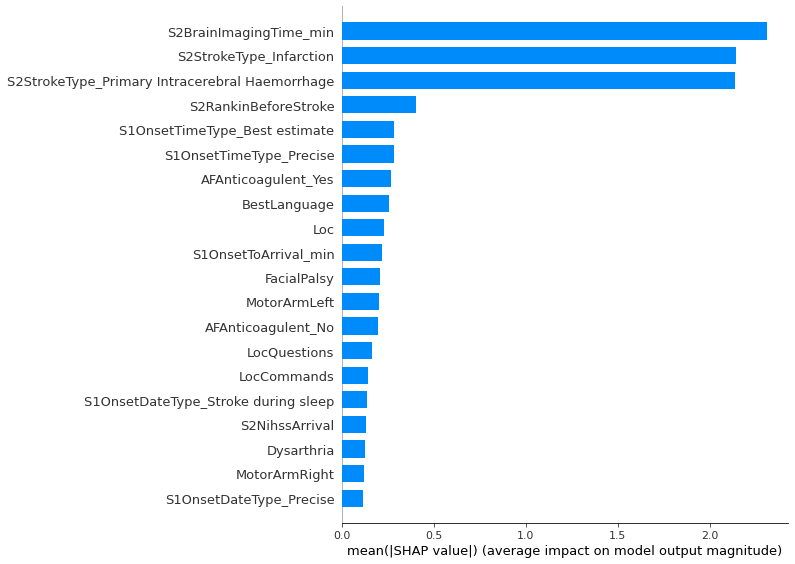 S2BrainImagingTime_min
S2StrokeType_Infarction
S2StrokeType_Primary Intracerebral Haemorrhage
S2RankinBeforeStroke
S1OnsetTimeType_Best estimate
S1OnsetTimeType_Precise
AFAnticoagulent_Yes
BestLanguage
Loc
S1OnsetToArrival_min
FacialPalsy
MotorArmLeft
AFAnticoagulent_No
LocQuestions
LocCommands
S1OnsetDateType_Stroke during sleep
S2NihssArrival
Dysarthria
MotorArmRight
S1OnsetDateType_Precise
0.0 0.5 1.0 1.5 2.0
mean(|SHAP value|) (average impact on model output magnitude)